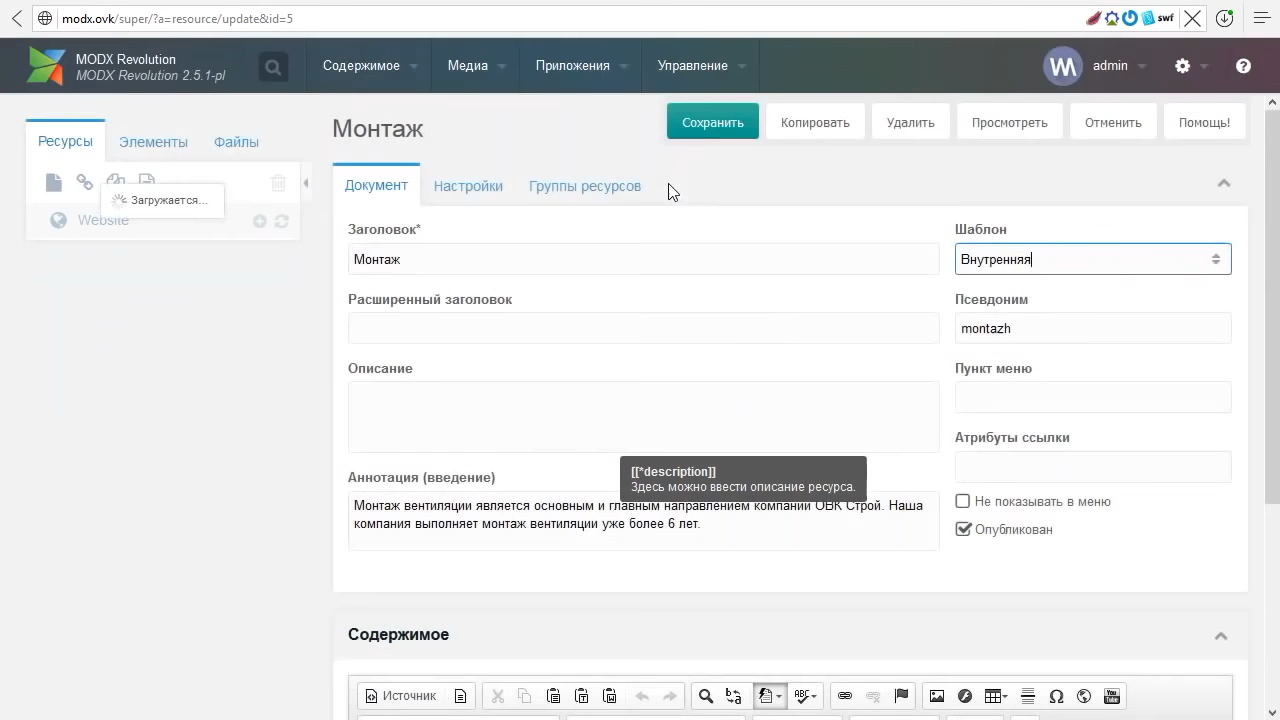 modx.ovk/super/?a=resource/update&id=5
swf
MODX Revolution
MODX Revolution 2.5.1-pl
Содержимое
Медиа
Приложения
Управление
admin
Ресурсы
Элементы
Файлы
Загружается...
Website
Монтаж
Сохранить
Копировать
Удалить
Просмотреть
Отменить
Помощь!
Документ
Настройки
Группы ресурсов
Заголовок*
Монтаж
Расширенный заголовок
Описание
[[*description]]
Здесь можно ввести описание ресурса.
Аннотация (введение)
Монтаж вентиляции является основным и главным направлением компании ОВК Строй. Наша
компания выполняет монтаж вентиляции уже более 6 лет.
Шаблон
Внутренняя
Псевдоним
montazh
Пункт меню
Атрибуты ссылки
Не показывать в меню
Опубликован
Содержимое
Источник